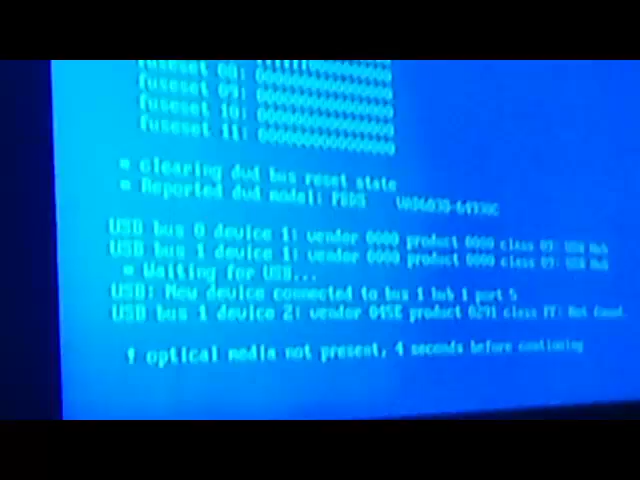 fuseset 08:
fuseset 09: 0000000000000000
fuseset 10: 0000000000000000
fuseset 11: 0000000000000000
* clearing dvd bus reset state
* Reported dvd model: PBDS
USB bus 0 device 1: vendor 0000 product 0000 class 09: USB Hub
USB bus 1 device 1: vendor 0000 product 0000 class 09: USB Hub
* Waiting for USB...
USB: New device connected to bus 1 hub 1 port 5
USB bus 1 device 2: vendor 045E product 0291 class FF: Not Found.
! optical media not present, 4 seconds before continuing